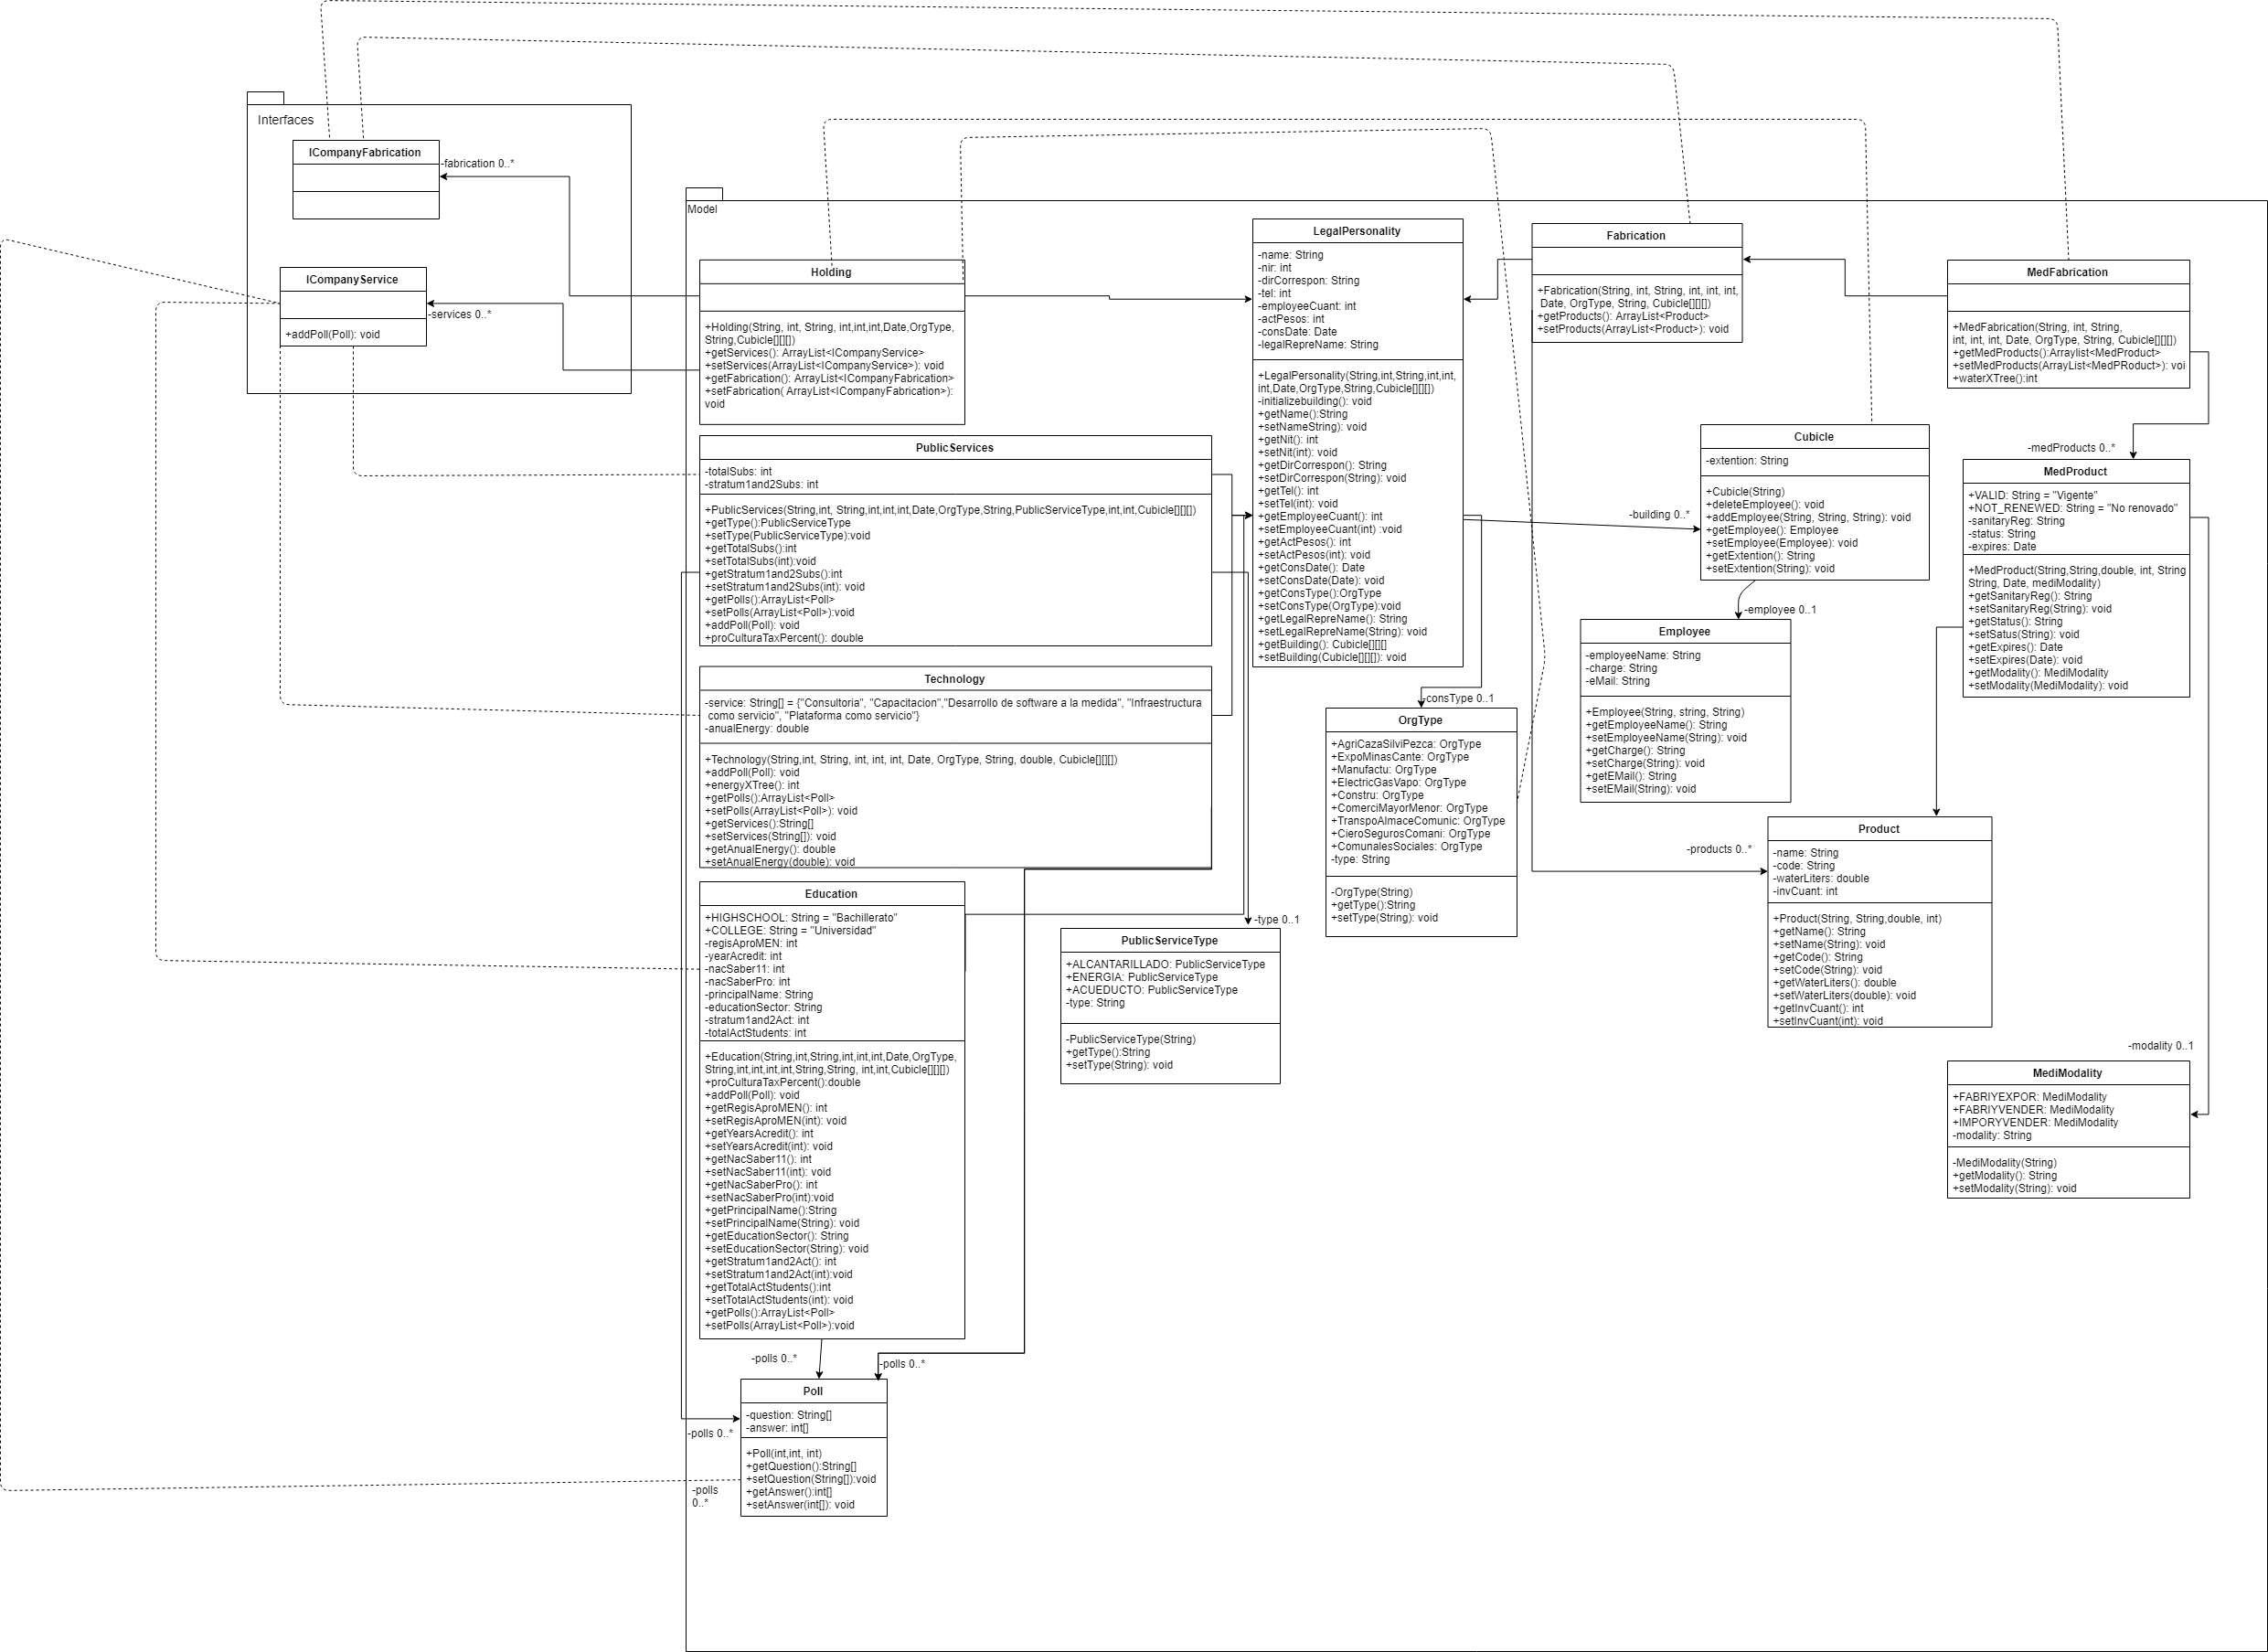 Interfaces
ICompanyFabrication
-fabrication 0..*
ICompanyService
+addPoll(Poll): void
-services 0..*
Model
Holding
+Holding(String, int, String, int,int,int,Date,OrgType,
String,Cubicle[][][])
+getServices(): ArrayList<ICompanyService>
+setServices(ArrayList<ICompanyService>): void
+getFabrication(): ArrayList<ICompanyFabrication>
+setFabrication( ArrayList<ICompanyFabrication>):
void
PublicServices
-totalSubs: int
-stratum1and2Subs: int
+PublicServices(String,int, String,int,int,int,Date,OrgType,String,PublicServiceType,int,int,Cubicle[][][])
+getType():PublicServiceType
+setType(PublicServiceType):void
+getTotalSubs():int
+setTotalSubs(int):void
+getStratum1and2Subs():int
+setStratum1and2Subs(int): void
+getPolls():ArrayList<Poll>
+setPolls(ArrayList<Poll>):void
+addPoll(Poll): void
+proCulturaTaxPercent(): double
Technology
-service: String[] = {"Consultoria", "Capacitacion","Desarrollo de software a la medida", "Infraestructura
como servicio", "Plataforma como servicio"}
-anualEnergy: double
+Technology(String,int, String, int, int, int, Date, OrgType, String, double, Cubicle[][][])
+addPoll(Poll): void
+energyXTree(): int
+getPolls():ArrayList<Poll>
+setPolls(ArrayList<Poll>): void
+getServices():String[]
+setServices(String[]): void
+getAnualEnergy(): double
+setAnualEnergy(double): void
Education
+HIGHSCHOOL: String = "Bachillerato"
+COLLEGE: String = "Universidad"
-regisAproMEN: int
-yearAcredit: int
-nacSaber11: int
-nacSaberPro: int
-principalName: String
-educationSector: String
-stratum1and2Act: int
-totalActStudents: int
+Education(String,int,String,int,int,int,Date,OrgType,
String,int,int,int,int,String,String, int,int,Cubicle[][][])
+proCulturaTaxPercent():double
+addPoll(Poll): void
+getRegisAproMEN(): int
+setRegisAproMEN(int): void
+getYearsAcredit(): int
+setYearsAcredit(int): void
+getNacSaber11(): int
+setNacSaber11(int): void
+getNacSaberPro(): int
+setNacSaberPro(int):void
+getPrincipalName():String
+setPrincipalName(String): void
+getEducationSector(): String
+setEducationSector(String): void
+getStratum1and2Act(): int
+setStratum1and2Act(int):void
+getTotalActStudents():int
+setTotalActStudents(int): void
+getPolls():ArrayList<Poll>
+setPolls(ArrayList<Poll>):void
-polls 0..*
-polls 0..*
-polls 0..*
-polls
0..*
Poll
-question: String[]
-answer: int[]
+Poll(int,int, int)
+getQuestion():String[]
+setQuestion(String[]):void
+getAnswer():int[]
+setAnswer(int[]): void
LegalPersonality
-name: String
-nir: int
-dirCorrespon: String
-tel: int
-employeeCuant: int
-actPesos: int
-consDate: Date
-legalRepreName: String
+LegalPersonality(String,int,String,int,int,
int,Date,OrgType,String,Cubicle[][][])
-initializebuilding(): void
+getName():String
+setNameString): void
+getNit(): int
+setNit(int): void
+getDirCorrespon(): String
+setDirCorrespon(String): void
+getTel(): int
+setTel(int): void
+getEmployeeCuant(): int
+setEmployeeCuant(int) :void
+getActPesos(): int
+setActPesos(int): void
+getConsDate(): Date
+setConsDate(Date): void
+getConsType():OrgType
+setConsType(OrgType):void
+getLegalRepreName(): String
+setLegalRepreName(String): void
+getBuilding(): Cubicle[][][]
+setBuilding(Cubicle[][][]): void
-consType 0..1
OrgType
+AgriCazaSilviPezca: OrgType
+ExpoMinasCante: OrgType
+Manufactu: OrgType
+ElectricGasVapo: OrgType
+Constru: OrgType
+ComerciMayorMenor: OrgType
+TranspoAlmaceComunic: OrgType
+CieroSegurosComani: OrgType
+ComunalesSociales: OrgType
-type: String
-OrgType(String)
+getType():String
+setType(String): void
-type 0..1
PublicServiceType
+ALCANTARILLADO: PublicServiceType
+ENERGIA: PublicServiceType
+ACUEDUCTO: PublicServiceType
-type: String
-PublicServiceType(String)
+getType():String
+setType(String): void
Fabrication
+Fabrication(String, int, String, int, int, int,
Date, OrgType, String, Cubicle[][][])
+getProducts(): ArrayList<Product>
+setProducts(ArrayList<Product>): void
MedFabrication
+MedFabrication(String, int, String,
int, int, int, Date, OrgType, String, Cubicle[][][])
+getMedProducts():Arraylist<MedProduct>
+setMedProducts(ArrayList<MedPRoduct>): voi
+waterXTree():int
-building 0..*
Cubicle
-extention: String
+Cubicle(String)
+deleteEmployee(): void
+addEmployee(String, String, String): void
+getEmployee(): Employee
+setEmployee(Employee): void
+getExtention(): String
+setExtention(String): void
-employee 0..1
Employee
-employeeName: String
-charge: String
-eMail: String
+Employee(String, string, String)
+getEmployeeName(): String
+setEmployeeName(String): void
+getCharge(): String
+setCharge(String): void
+getEMail(): String
+setEMail(String): void
-medProducts 0..*
MedProduct
+VALID: String = "Vigente"
+NOT_RENEWED: String = "No renovado"
-sanitaryReg: String
-status: String
-expires: Date
+MedProduct(String,String,double, int, String
String, Date, mediModality)
+getSanitaryReg(): String
+setSanitaryReg(String): void
+getStatus(): String
+setSatus(String): void
+getExpires(): Date
+setExpires(Date): void
+getModality(): MediModality
+setModality(MediModality): void
-products 0..*
Product
-name: String
-code: String
-waterLiters: double
-invCuant: int
+Product(String, String,double, int)
+getName(): String
+setName(String): void
+getCode(): String
+setCode(String): void
+getWaterLiters(): double
+setWaterLiters(double): void
+getInvCuant(): int
+setInvCuant(int): void
-modality 0..1
MediModality
+FABRIYEXPOR: MediModality
+FABRIYVENDER: MediModality
+IMPORYVENDER: MediModality
-modality: String
-MediModality(String)
+getModality(): String
+setModality(String): void